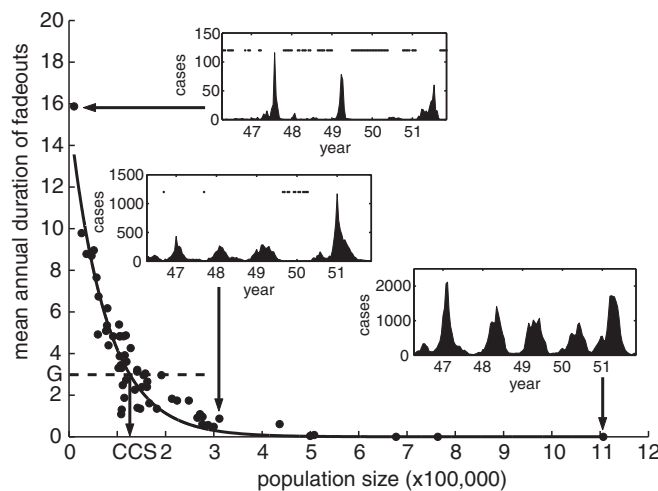 mean annual duration of fadeouts
20
18
16
14
12
10
8
6
4
G
2
0
0 CCS 2 3 4 5 6 7 8 9 10 11 12
population size (x100,000)
cases
150
100
50
0
47 48 49 50 51
year
cases
1500
1000
500
0
47 48 49 50 51
year
cases
2000
1000
0
47 48 49 50 51
year